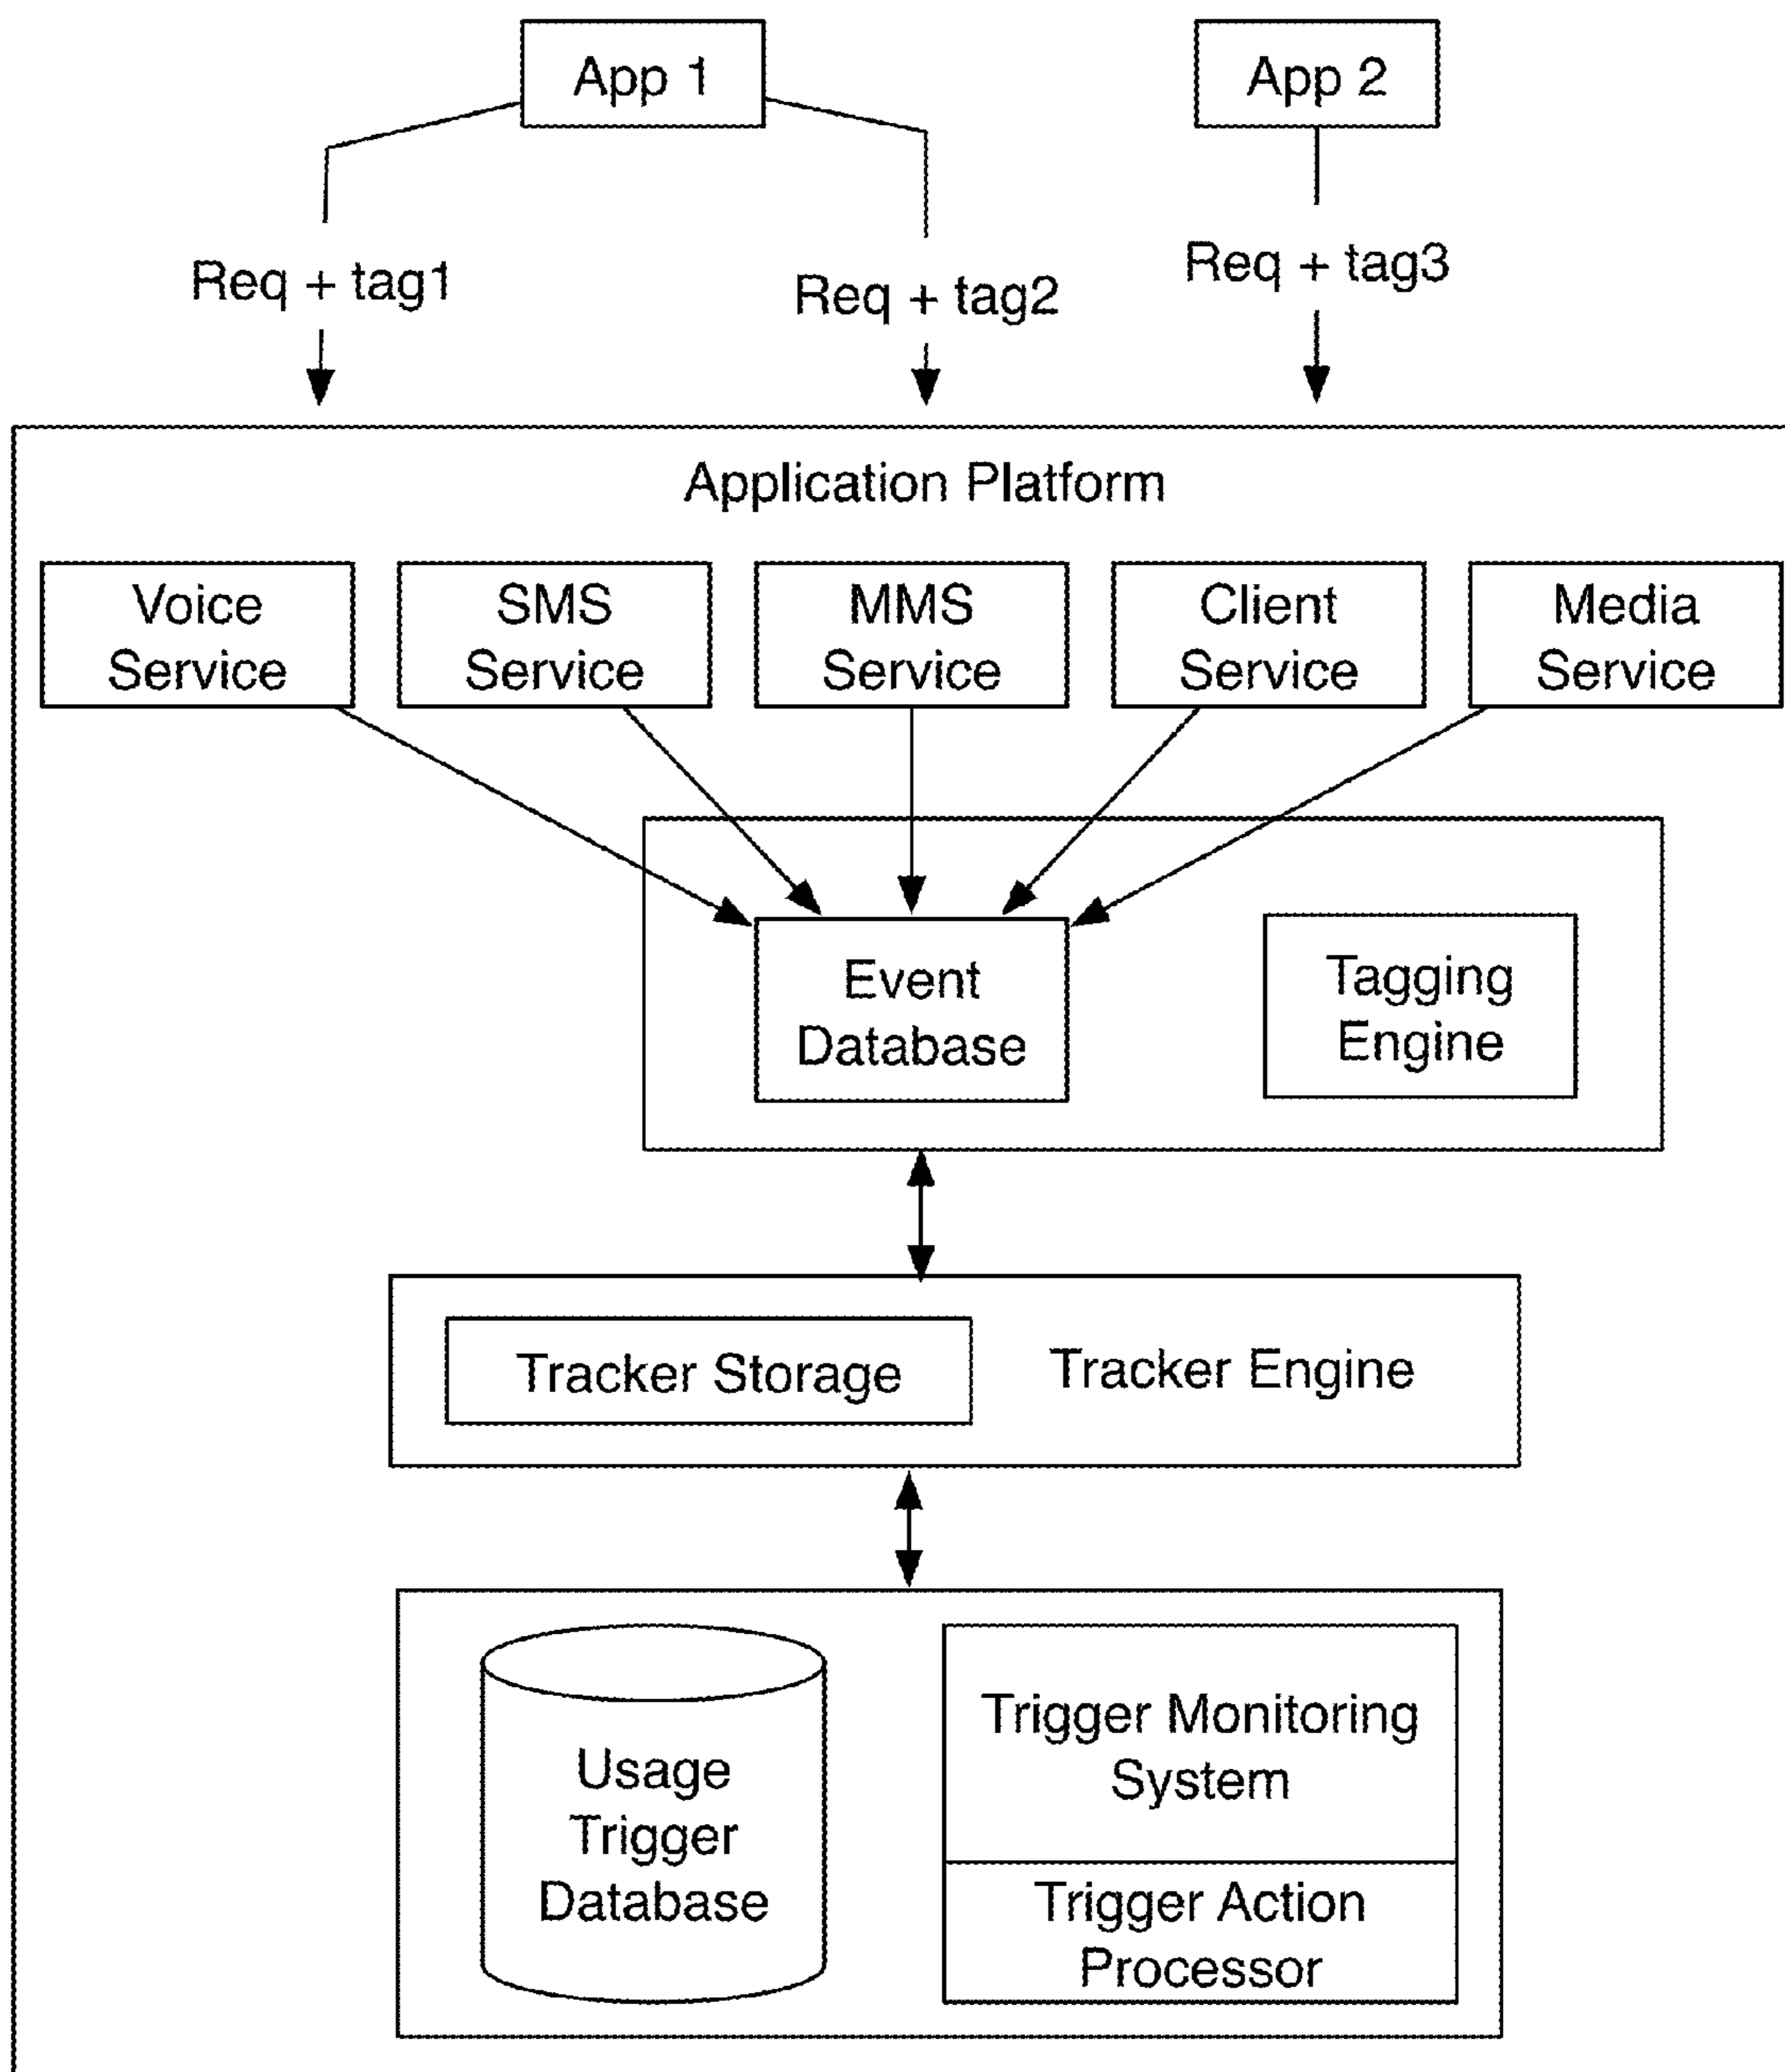 App 1
App 2
Req + tag1
Req + tag2
Req + tag3
Application Platform
Voice
Service
SMS
Service
MMS
Service
Client
Service
Media
Service
Event
Database
Tagging
Engine
Tracker Storage
Tracker Engine
Usage
Trigger
Database
Trigger Monitoring
System
Trigger Action
Processor